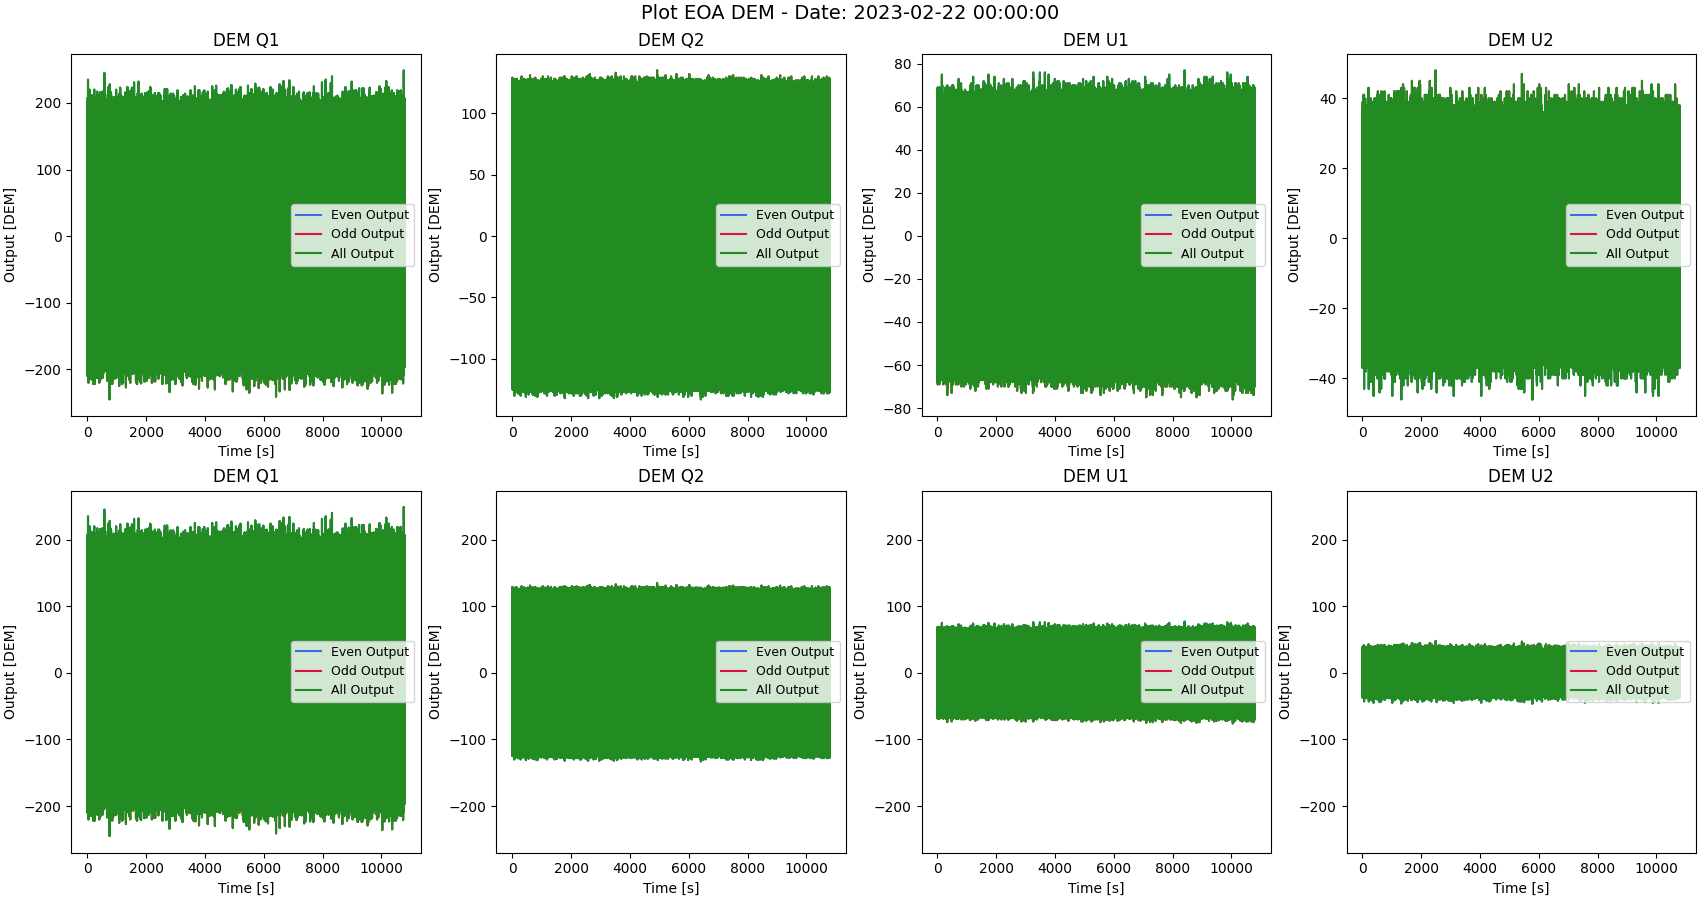 Plot EOA DEM - Date: 2023-02-22 00:00:00
DEM Q1
Output [DEM]
200
100
0
−100
−200
Even Output
Odd Output
All Output
0 2000 4000 6000 8000 10000
Time [s]
DEM Q2
Output [DEM]
100
50
0
−50
−100
Even Output
Odd Output
All Output
0 2000 4000 6000 8000 10000
Time [s]
DEM U1
Output [DEM]
80
60
40
20
0
−20
−40
−60
−80
Even Output
Odd Output
All Output
0 2000 4000 6000 8000 10000
Time [s]
DEM U2
Output [DEM]
40
20
0
−20
−40
Even Output
Odd Output
All Output
0 2000 4000 6000 8000 10000
Time [s]
DEM Q1
Output [DEM]
200
100
0
−100
−200
Even Output
Odd Output
All Output
0 2000 4000 6000 8000 10000
Time [s]
DEM Q2
Output [DEM]
200
100
0
−100
−200
Even Output
Odd Output
All Output
0 2000 4000 6000 8000 10000
Time [s]
DEM U1
Output [DEM]
200
100
0
−100
−200
Even Output
Odd Output
All Output
0 2000 4000 6000 8000 10000
Time [s]
DEM U2
Output [DEM]
200
100
0
−100
−200
Even Output
Odd Output
All Output
0 2000 4000 6000 8000 10000
Time [s]